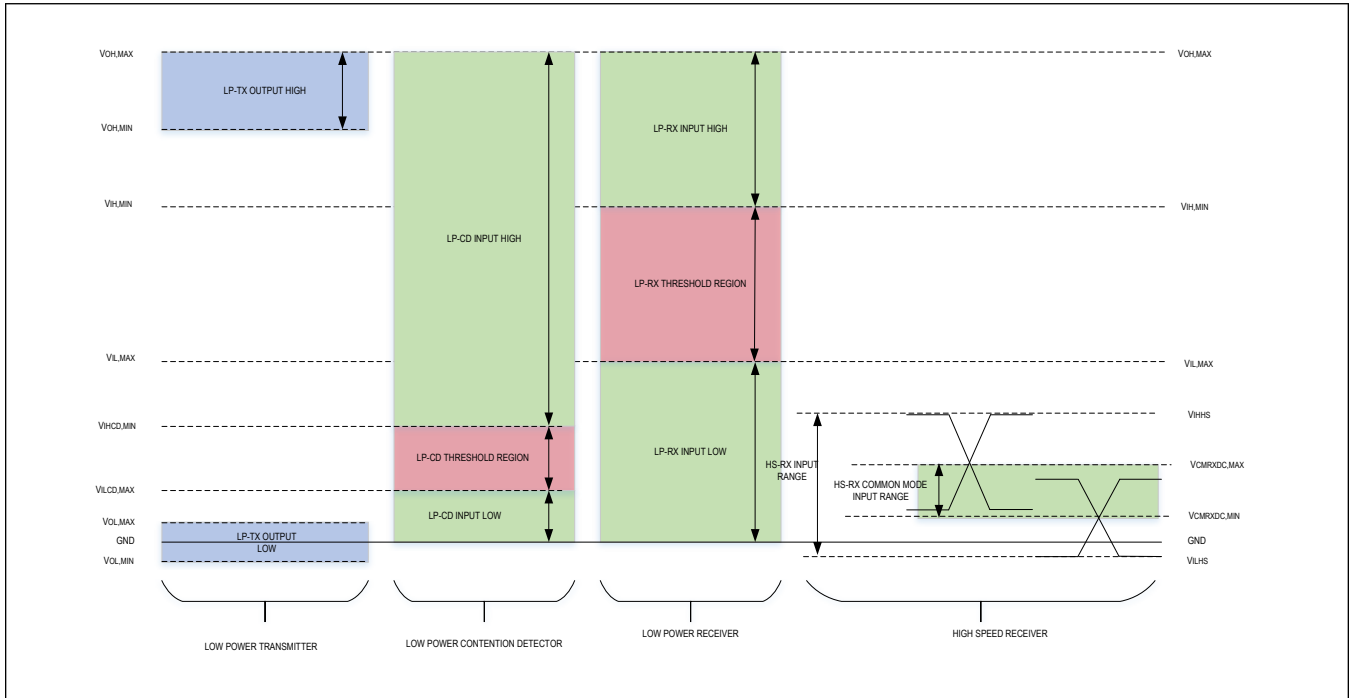 VOH,MAX
LP-TX OUTPUT HIGH
VOH,MIN
VIH,MIN
VIL,MAX
VIHCD,MIN
VILCD,MAX
VOL,MAX
GND
VOL,MIN
LP-TX OUTPUT
LOW
LP-CD INPUT HIGH
LP-CD THRESHOLD REGION
LP-CD INPUT LOW
LP-RX INPUT HIGH
LP-RX THRESHOLD REGION
LP-RX INPUT LOW
HS-RX INPUT
RANGE
HS-RX COMMON MODE
INPUT RANGE
VOH,MAX
VIH,MIN
VIL,MAX
VIHHS
VCMRXDC,MAX
VCMRXDC,MIN
GND
VILHS
LOW POWER TRANSMITTER
LOW POWER CONTENTION DETECTOR
LOW POWER RECEIVER
HIGH SPEED RECEIVER